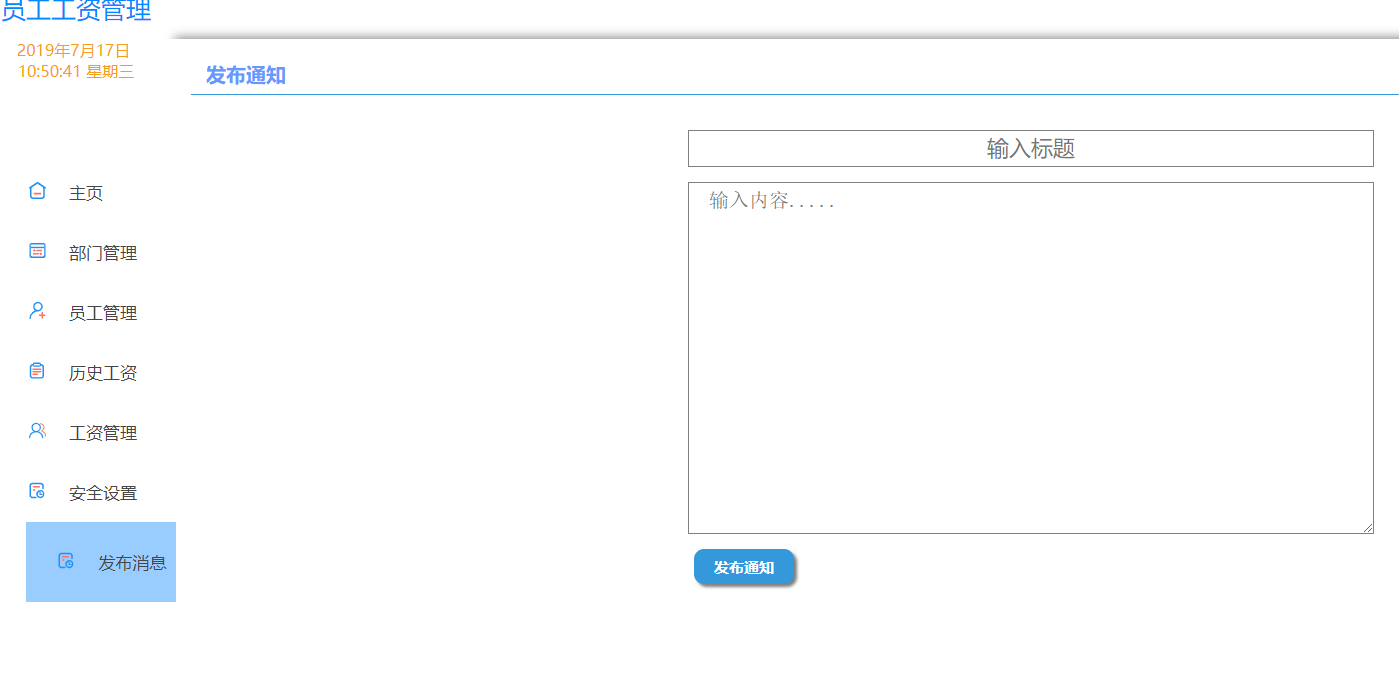 员工工资管理
2019年7月17日
10:50:41 星期三
发布通知
输入标题
输入内容.....
主页
部门管理
员工管理
历史工资
工资管理
安全设置
发布消息
发布通知